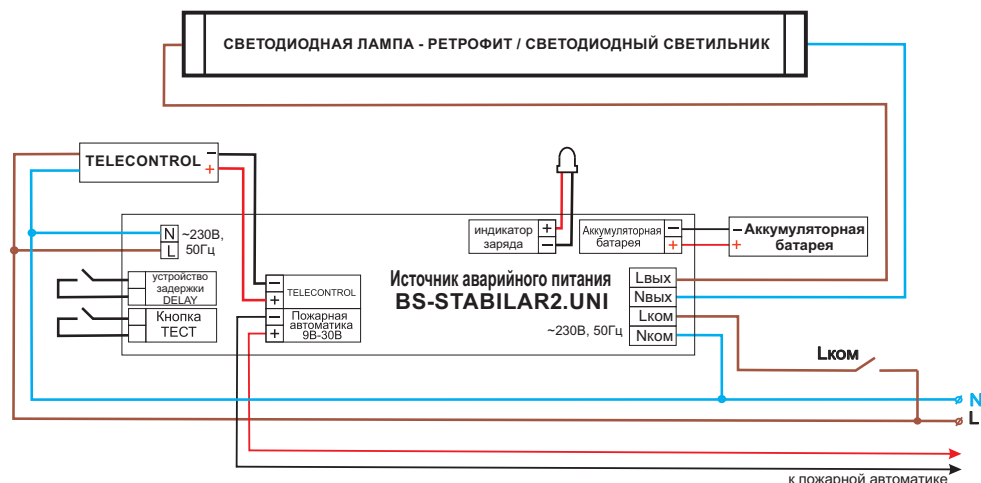 СВЕТОДИОДНАЯ ЛАМПА - РЕТРОФИТ / СВЕТОДИОДНЫЙ СВЕТИЛЬНИК
TELECONTROL
−
+
N
L
~230В,
50Гц
устройство
задержки
DELAY
Кнопка
ТЕСТ
−
+
TELECONTROL
−
+
Пожарная
автоматика
9В-30В
индикатор
заряда
+
−
Аккумуляторная
батарея
−
+
−
+
Аккумуляторная
батарея
Источник аварийного питания
BS-STABILAR2.UNI
~230В, 50Гц
Lвых
Nвых
Lком
Nком
Lком
N
L
к пожарной автоматике